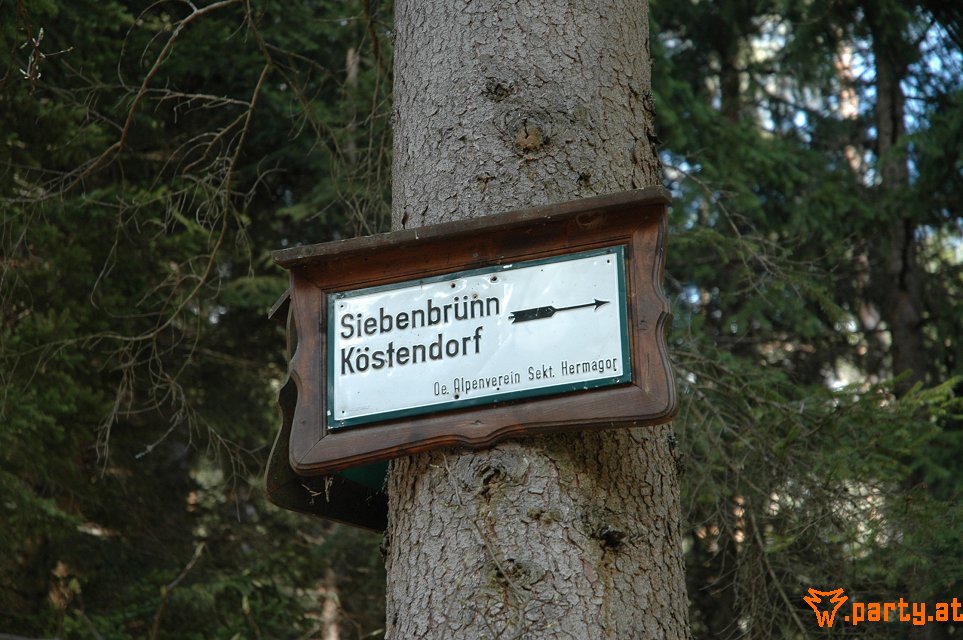 Siebenbrünn
Köstendorf
Oe. Alpenverein Sekt. Hermagor
w.party.at